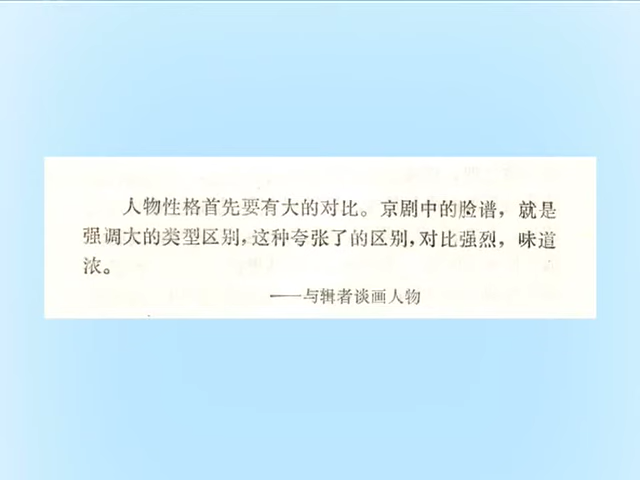 人物性格首先要有大的对比。京剧中的脸谱，就是
强调大的类型区别，这种夸张了的区别，对比强烈，味道
浓。
——与辑者谈画人物